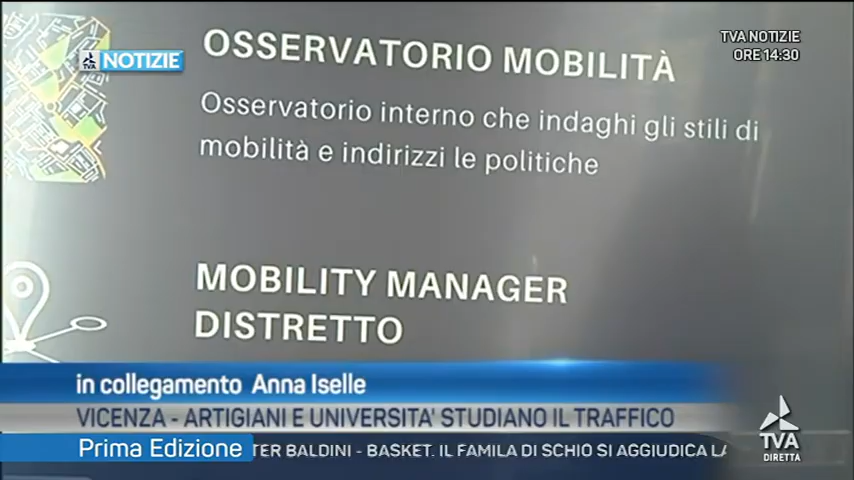 TVA NOTIZIE
ORE 14:30
TVA NOTIZIE
OSSERVATORIO MOBILITÀ
Osservatorio interno che indaghi gli stili di
mobilità e indirizzi le politiche
MOBILITY MANAGER
DISTRETTO
in collegamento Anna Iselle
VICENZA - ARTIGIANI E UNIVERSITA' STUDIANO IL TRAFFICO
Prima Edizione
BALDINI - BASKET. IL FAMILA DI SCHIO SI AGGIUDICA
TVA
DIRETTA